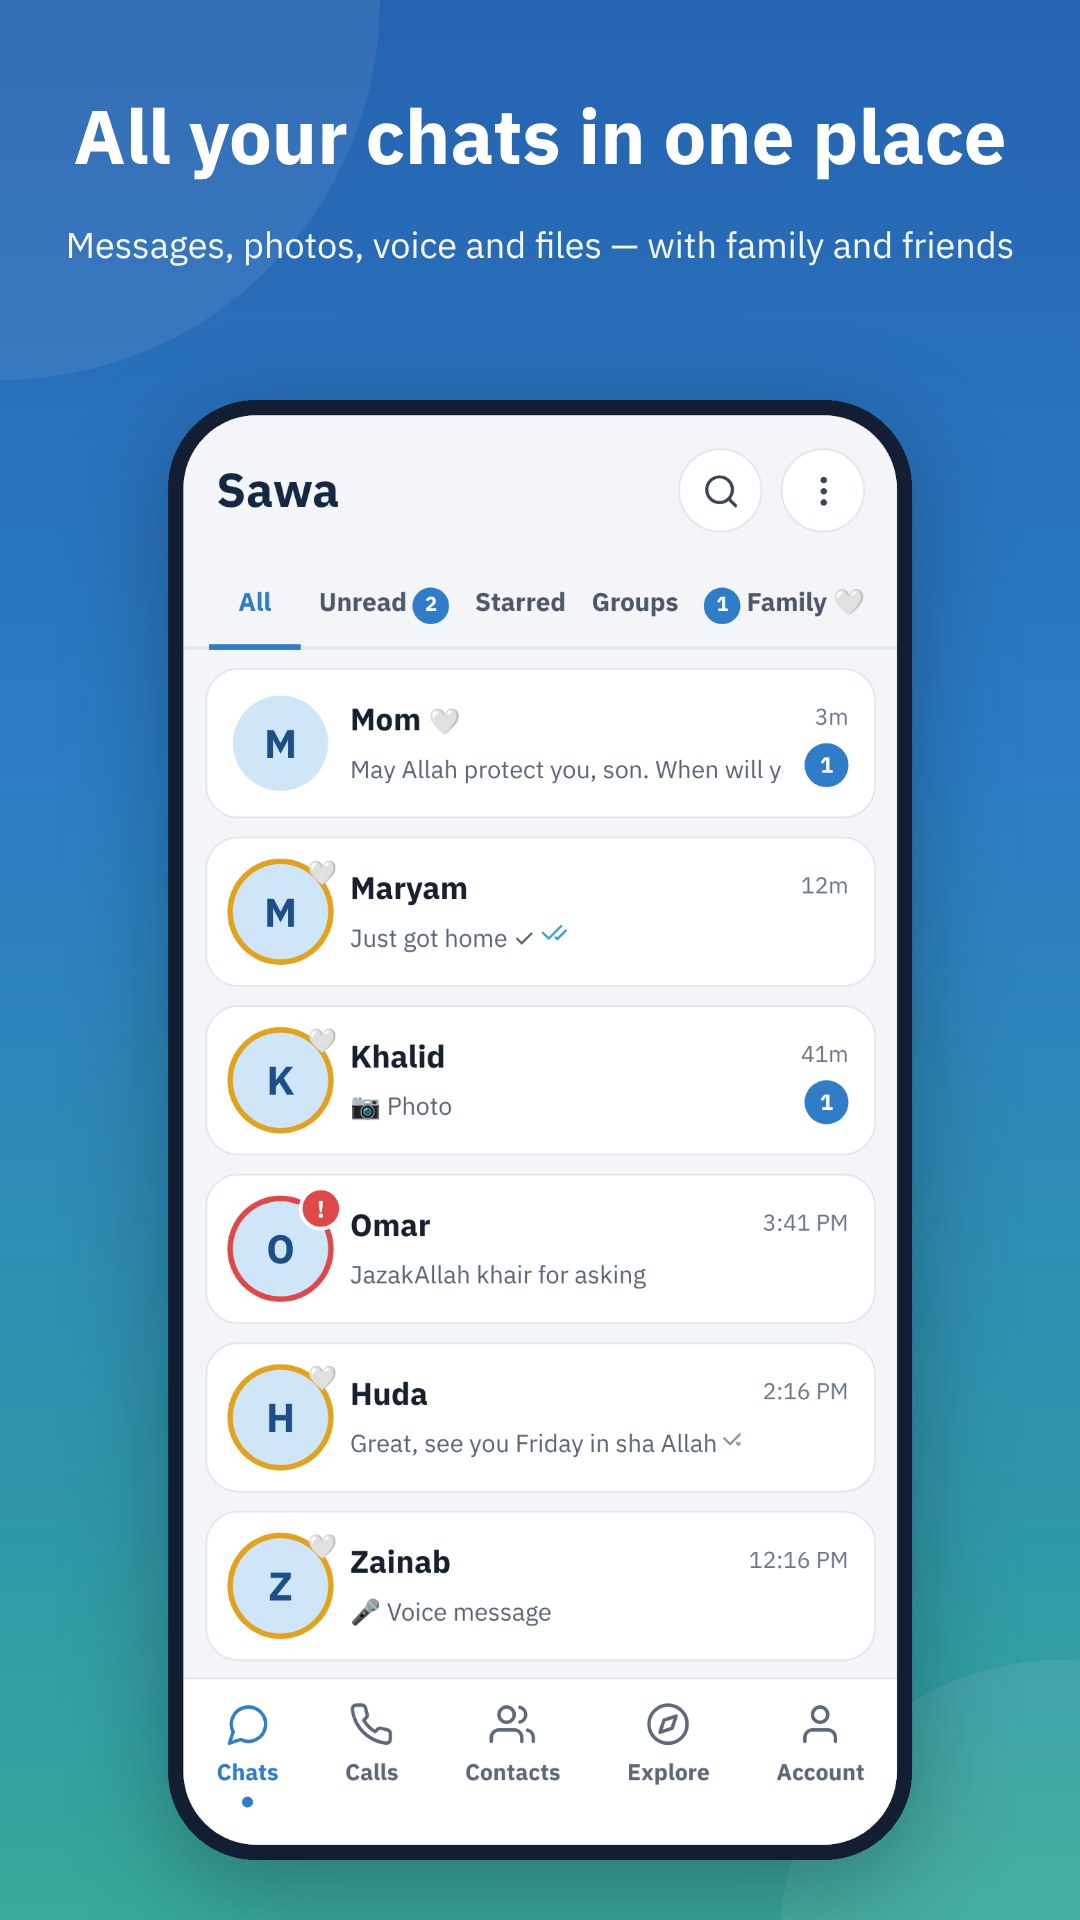 All your chats in one place
Messages, photos, voice and files — with family and friends
Sawa
All Unread 2 Starred Groups 1 Family 🤍
M
Mom 🤍 3m
May Allah protect you, son. When will y 1
M
Maryam 12m
Just got home ✓
K
Khalid 41m
📷 Photo 1
O !
Omar 3:41 PM
JazakAllah khair for asking
H
Huda 2:16 PM
Great, see you Friday in sha Allah
Z
Zainab 12:16 PM
🎤 Voice message
Chats Calls Contacts Explore Account